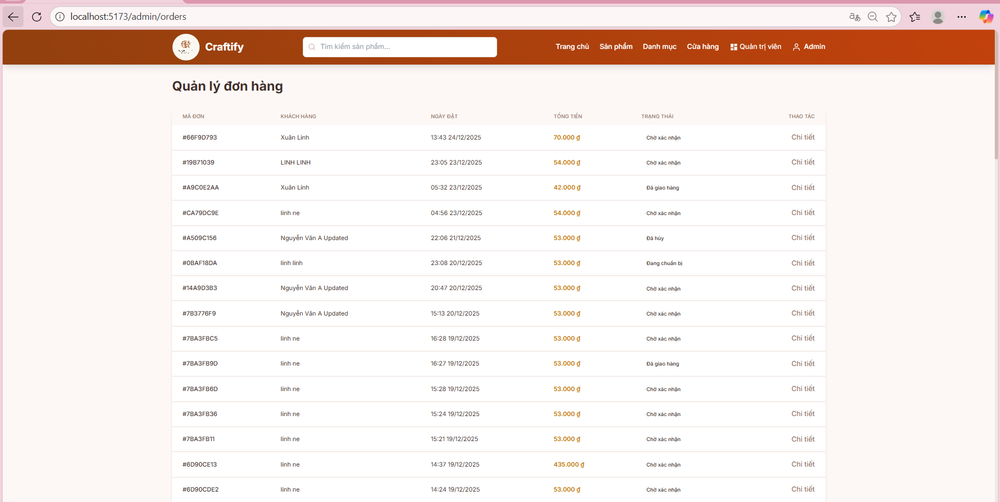 localhost:5173/admin/orders
Craftify
Tìm kiếm sản phẩm...
Trang chủ Sản phẩm Danh mục Cửa hàng Quản trị viên Admin
Quản lý đơn hàng
MÃ ĐƠN KHÁCH HÀNG NGÀY ĐẶT TỔNG TIỀN TRẠNG THÁI THAO TÁC
#66F9D793 Xuân Linh 13:43 24/12/2025 70.000 ₫ Chờ xác nhận Chi tiết
#19B71039 LINH LINH 23:05 23/12/2025 54.000 ₫ Chờ xác nhận Chi tiết
#A9C0E2AA Xuân Linh 05:32 23/12/2025 42.000 ₫ Đã giao hàng Chi tiết
#CA79DC9E linh ne 04:56 23/12/2025 54.000 ₫ Chờ xác nhận Chi tiết
#A509C156 Nguyễn Văn A Updated 22:06 21/12/2025 53.000 ₫ Đã hủy Chi tiết
#0BAF18DA linh linh 23:08 20/12/2025 53.000 ₫ Đang chuẩn bị Chi tiết
#14A9D3B3 Nguyễn Văn A Updated 20:47 20/12/2025 53.000 ₫ Chờ xác nhận Chi tiết
#7B3776F9 Nguyễn Văn A Updated 15:13 20/12/2025 53.000 ₫ Chờ xác nhận Chi tiết
#7BA3FBC5 linh ne 16:28 19/12/2025 53.000 ₫ Chờ xác nhận Chi tiết
#7BA3FB9D linh ne 16:27 19/12/2025 53.000 ₫ Đã giao hàng Chi tiết
#7BA3FB6D linh ne 15:28 19/12/2025 53.000 ₫ Chờ xác nhận Chi tiết
#7BA3FB36 linh ne 15:24 19/12/2025 53.000 ₫ Chờ xác nhận Chi tiết
#7BA3FB11 linh ne 15:21 19/12/2025 53.000 ₫ Chờ xác nhận Chi tiết
#6D90CE13 linh ne 14:37 19/12/2025 435.000 ₫ Chờ xác nhận Chi tiết
#6D90CDE2 linh ne 14:24 19/12/2025 53.000 ₫ Chờ xác nhận Chi tiết